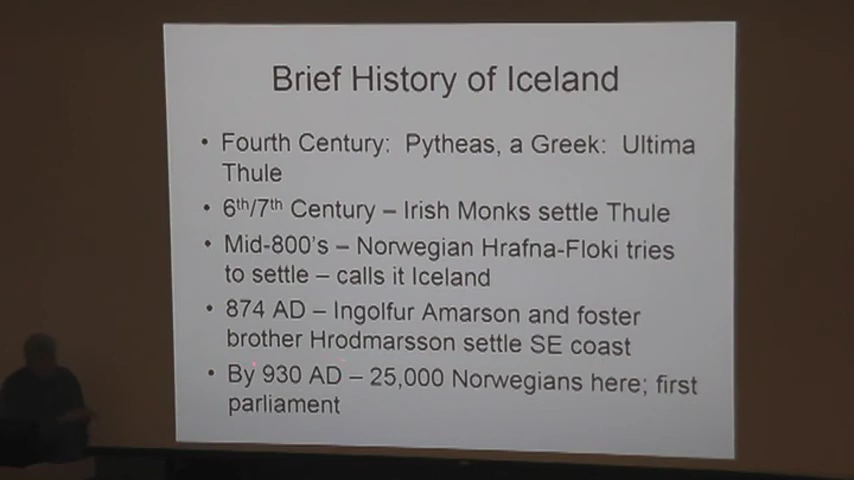 Brief History of Iceland
• Fourth Century: Pytheas, a Greek: Ultima
Thule
• 6th/7th Century – Irish Monks settle Thule
• Mid-800's – Norwegian Hrafna-Floki tries
to settle – calls it Iceland
• 874 AD – Ingolfur Amarson and foster
brother Hrodmarsson settle SE coast
• By 930 AD – 25,000 Norwegians here; first
parliament